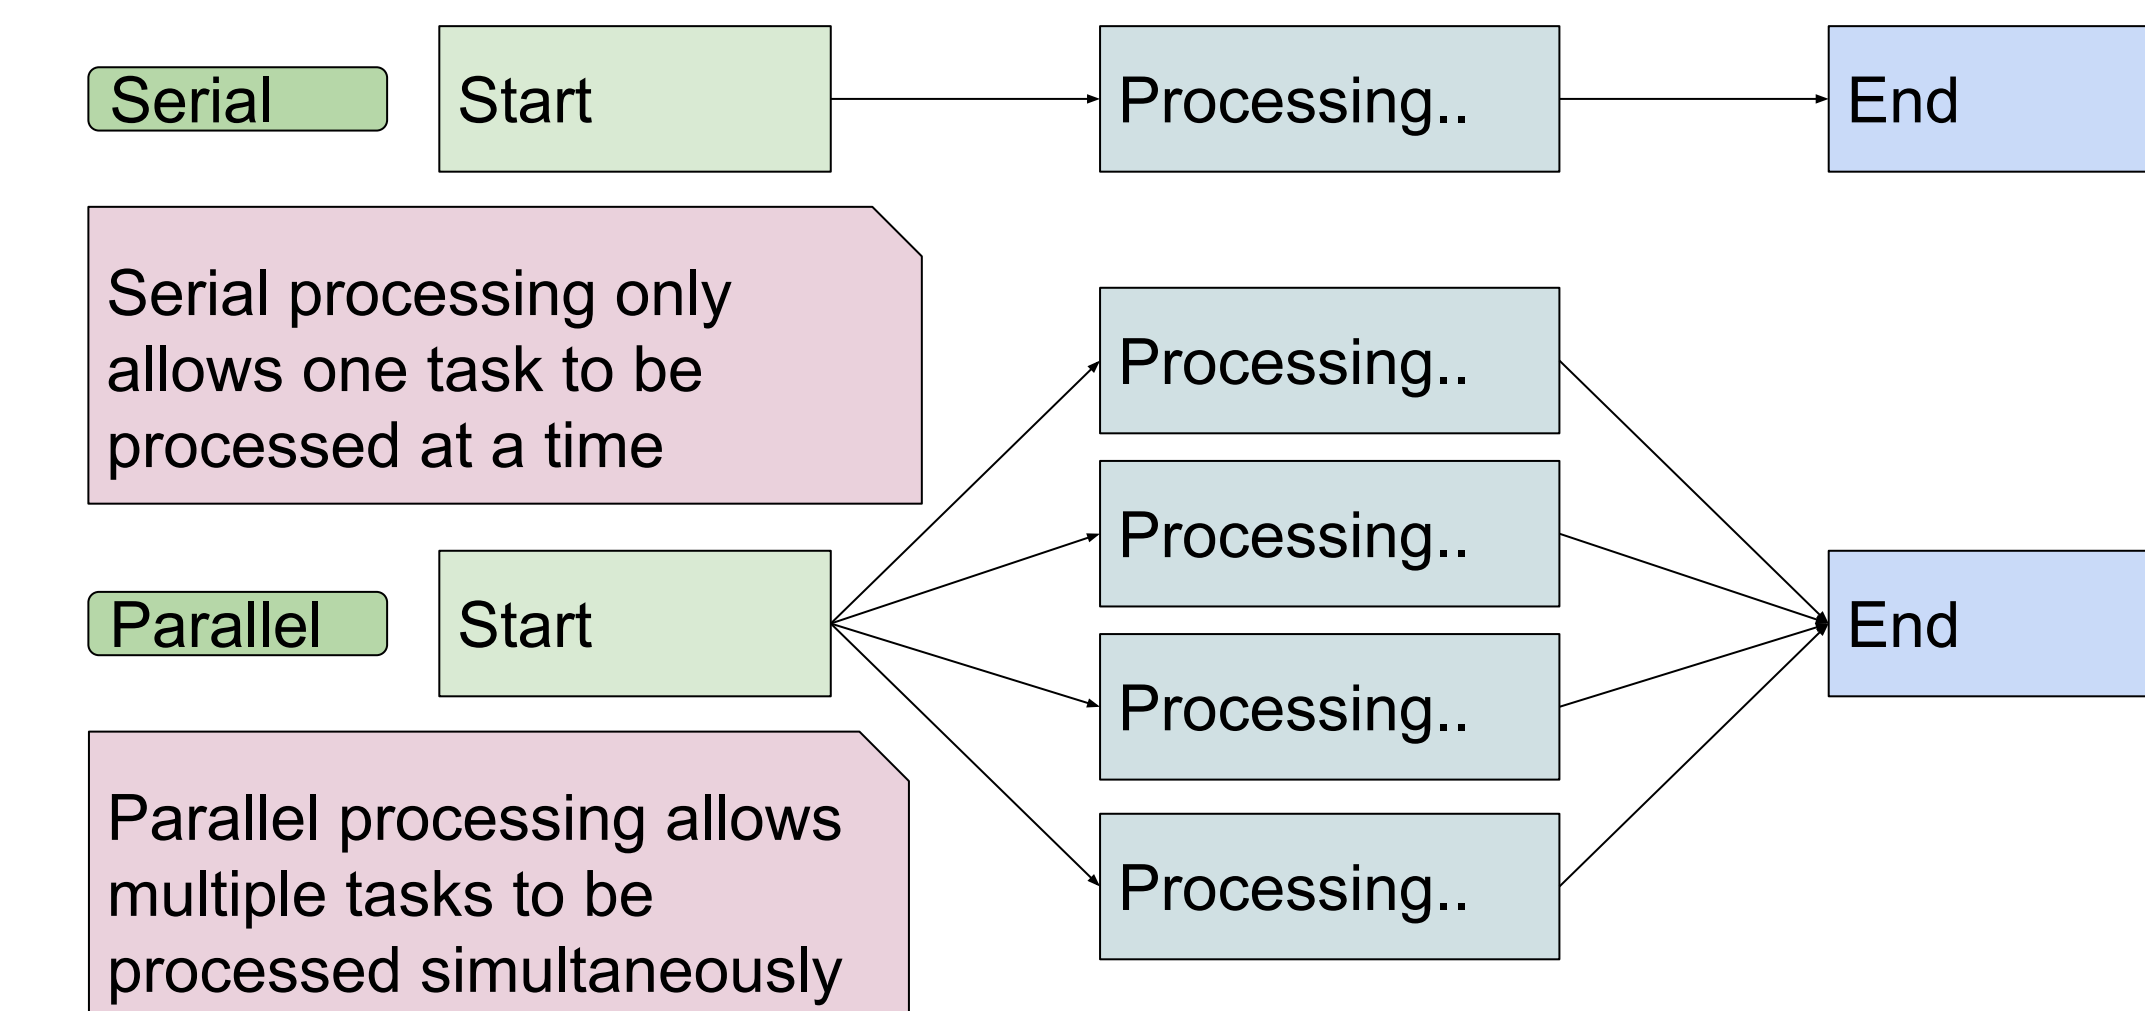 Serial
Start
Processing..
End
Serial processing only
allows one task to be
processed at a time
Processing..
Processing..
Parallel
Start
End
Processing..
Parallel processing allows
multiple tasks to be
processed simultaneously
Processing..